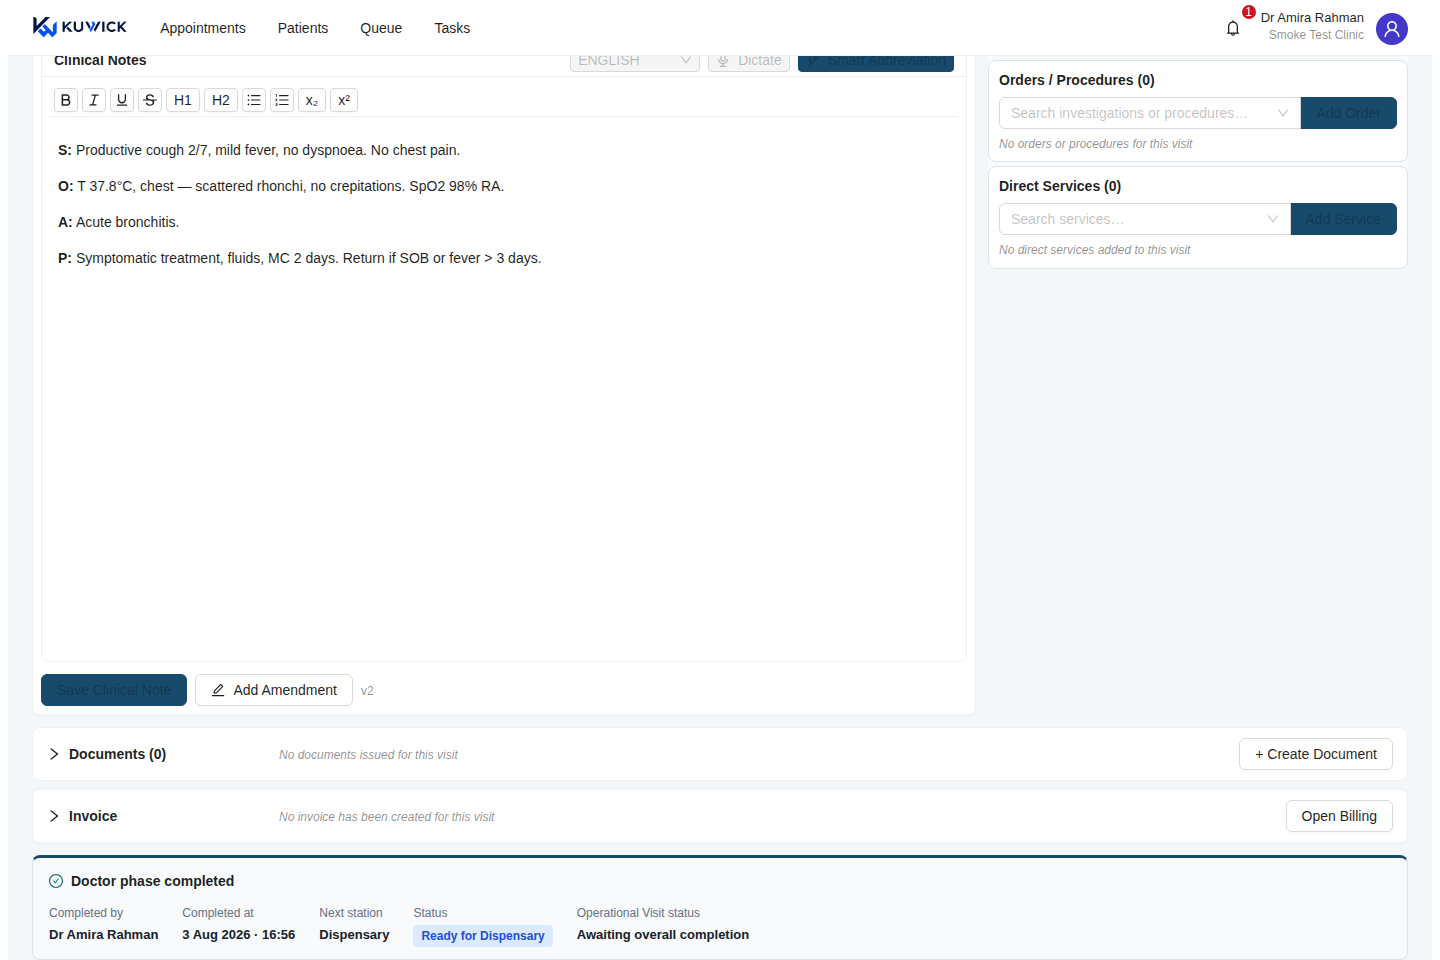 KUWICK
Appointments
Patients
Queue
Tasks
1
Dr Amira Rahman
Smoke Test Clinic
Clinical Notes
ENGLISH
Dictate
Smart Abbreviation
B I U S H1 H2 x₂ x²
S: Productive cough 2/7, mild fever, no dyspnoea. No chest pain.
O: T 37.8°C, chest — scattered rhonchi, no crepitations. SpO2 98% RA.
A: Acute bronchitis.
P: Symptomatic treatment, fluids, MC 2 days. Return if SOB or fever > 3 days.
Save Clinical Note
Add Amendment
v2
Orders / Procedures (0)
Search investigations or procedures…
Add Order
No orders or procedures for this visit
Direct Services (0)
Search services…
Add Service
No direct services added to this visit
Documents (0)
No documents issued for this visit
+ Create Document
Invoice
No invoice has been created for this visit
Open Billing
Doctor phase completed
Completed by
Dr Amira Rahman
Completed at
3 Aug 2026 · 16:56
Next station
Dispensary
Status
Ready for Dispensary
Operational Visit status
Awaiting overall completion